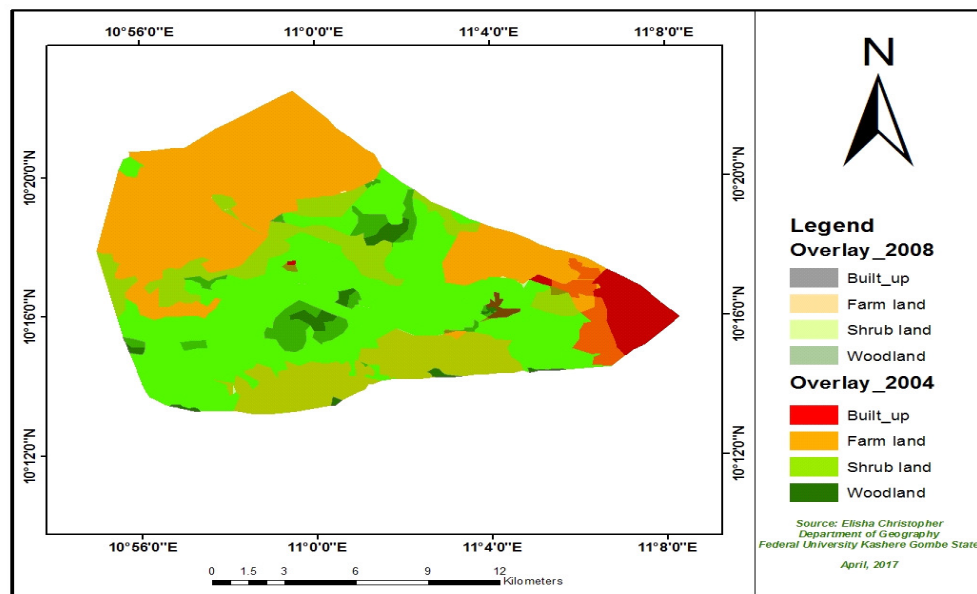 10°56'0"E 11°0'0"E 11°4'0"E 11°8'0"E
10°20'0"N 10°20'0"N
10°16'0"N 10°16'0"N
10°12'0"N 10°12'0"N
10°56'0"E 11°0'0"E 11°4'0"E 11°8'0"E
0 1.5 3 6 9 12
Kilometers
N
Legend
Overlay_2008
Built_up
Farm land
Shrub land
Woodland
Overlay_2004
Built_up
Farm land
Shrub land
Woodland
Source: Elisha Christopher
Department of Geography
Federal University Kashere Gombe State
April, 2017